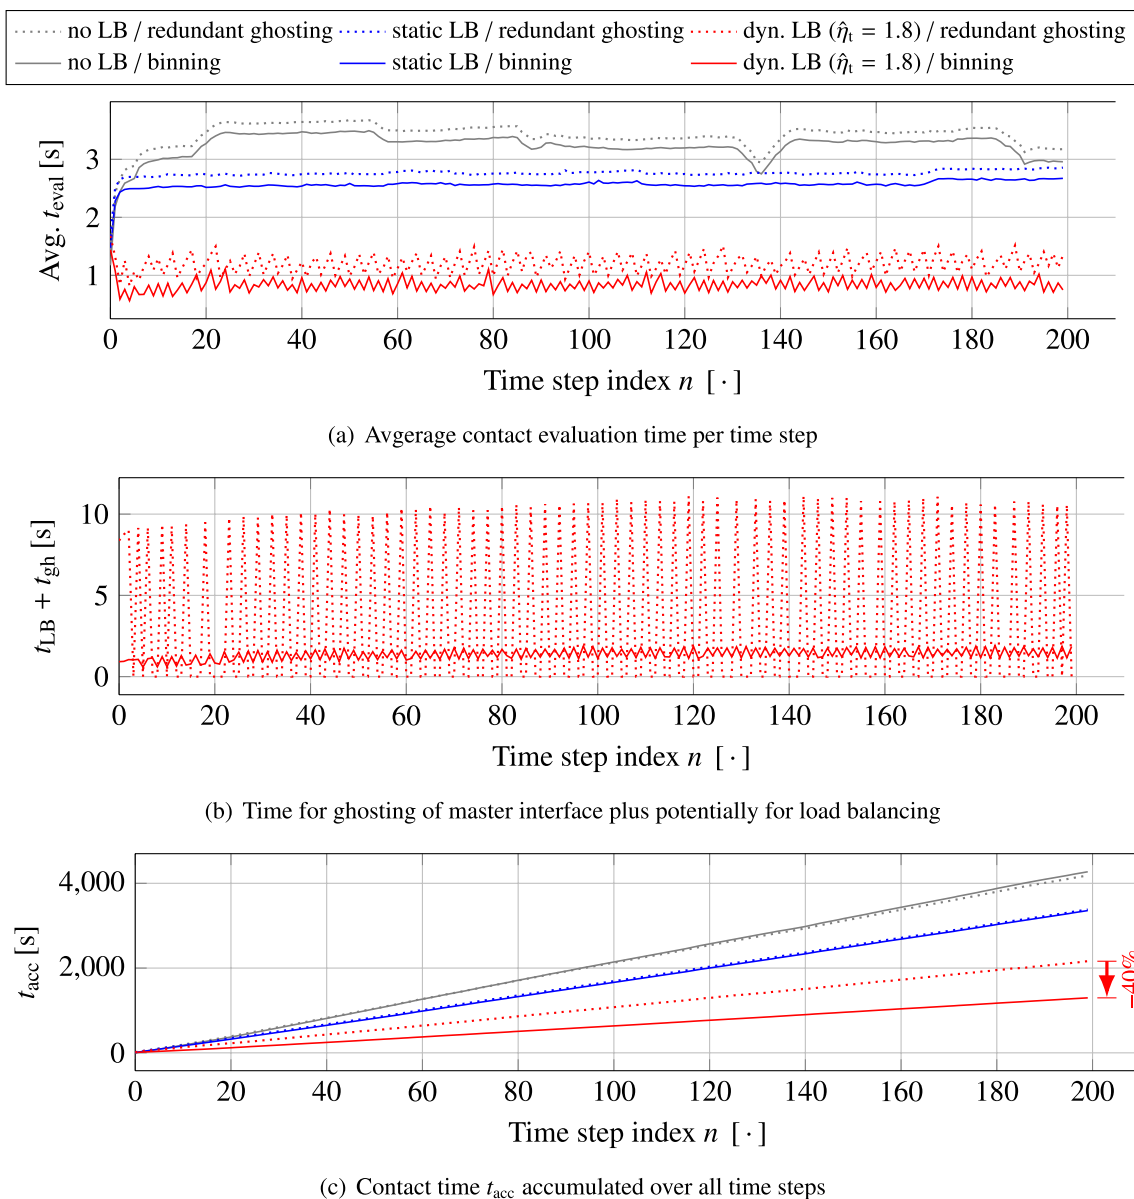 no LB / redundant ghosting static LB / redundant ghosting dyn. LB (η̂t = 1.8) / redundant ghosting
no LB / binning static LB / binning dyn. LB (η̂t = 1.8) / binning
Avg. teval [s]
3
2
1
0 20 40 60 80 100 120 140 160 180 200
Time step index n [ · ]
(a) Avgerage contact evaluation time per time step
tLB + tgh [s]
10
5
0
0 20 40 60 80 100 120 140 160 180 200
Time step index n [ · ]
(b) Time for ghosting of master interface plus potentially for load balancing
tacc [s]
4,000
2,000
0
−40%
0 20 40 60 80 100 120 140 160 180 200
Time step index n [ · ]
(c) Contact time tacc accumulated over all time steps